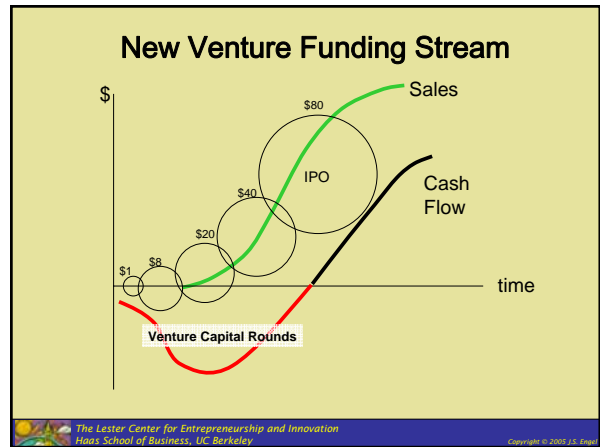 New Venture Funding Stream
$
Sales
$80
IPO
Cash
Flow
$40
$20
$8
$1
time
Venture Capital Rounds
The Lester Center for Entrepreneurship and Innovation
Haas School of Business, UC Berkeley
Copyright © 2005 J.S. Engel